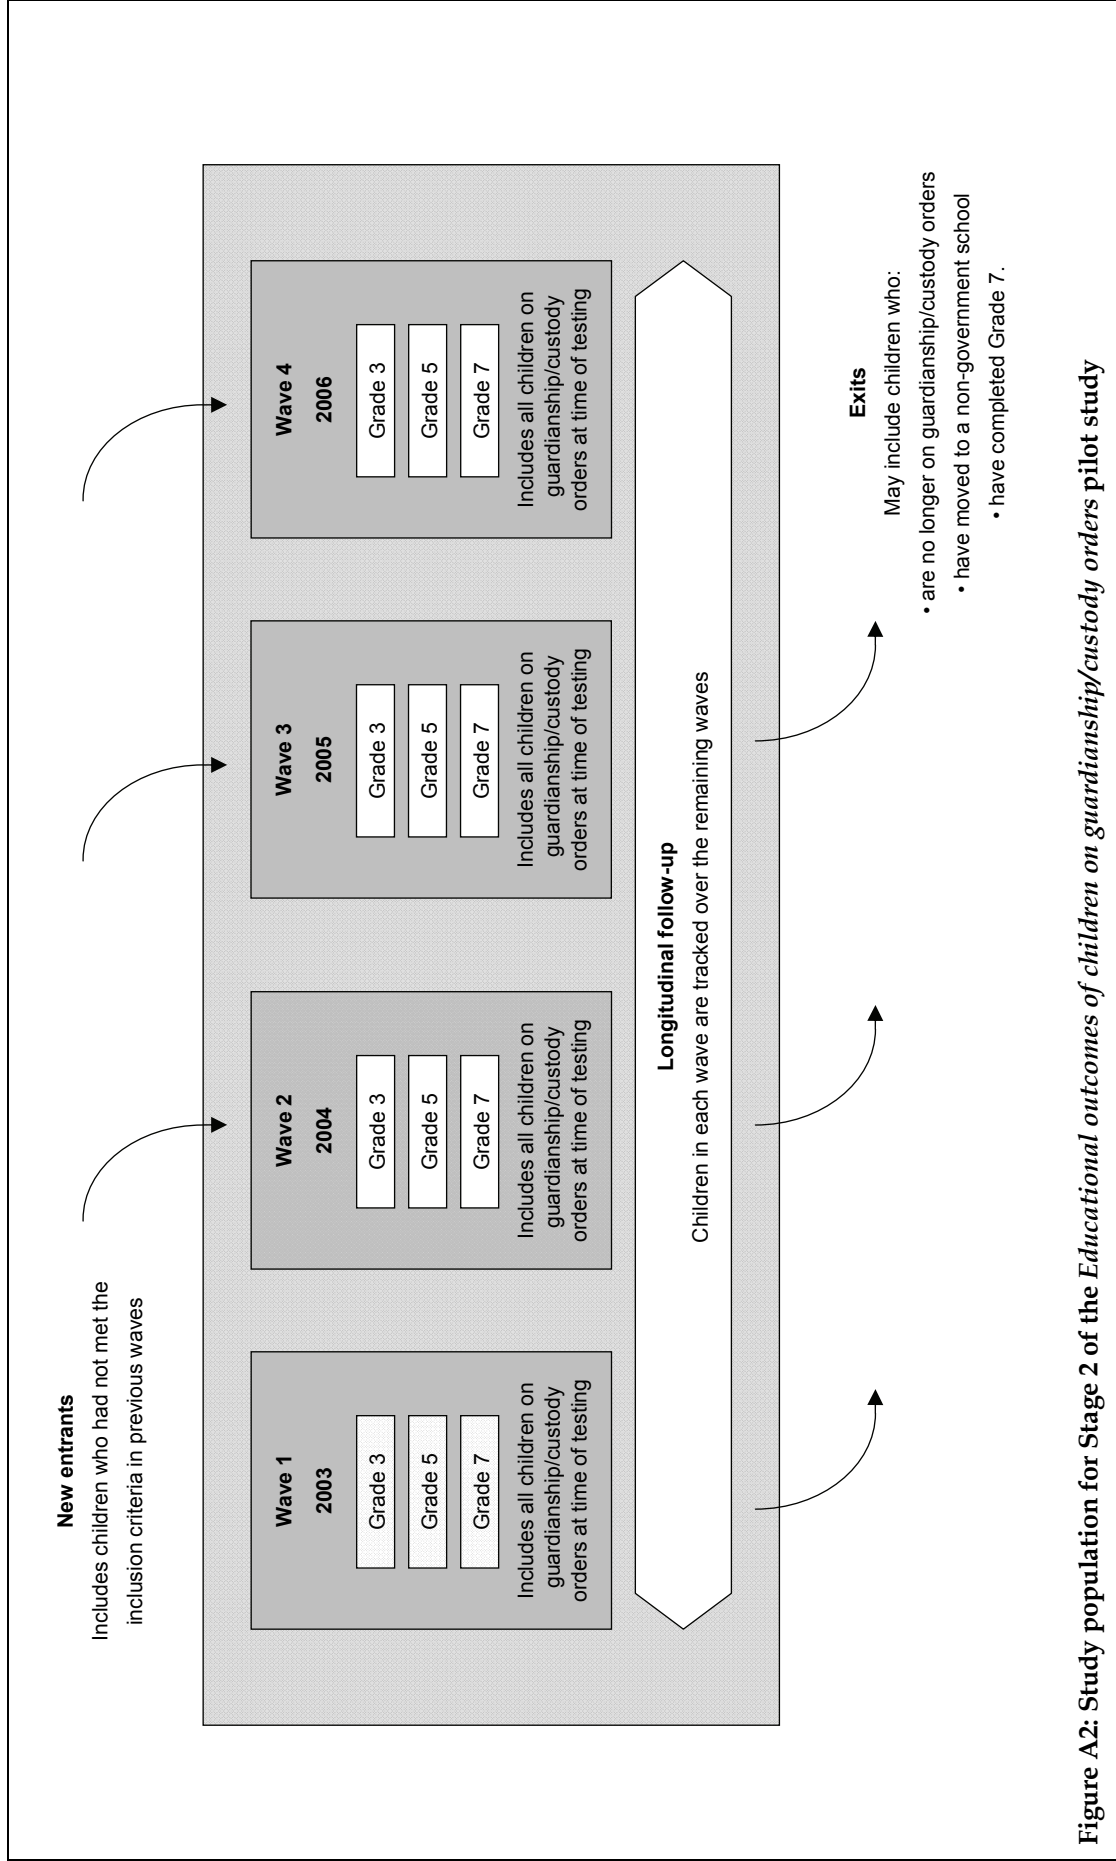 New entrants
Includes children who had not met the
inclusion criteria in previous waves
Wave 1
2003
Grade 3
Grade 5
Grade 7
Includes all children on
guardianship/custody
orders at time of testing
Wave 2
2004
Grade 3
Grade 5
Grade 7
Includes all children on
guardianship/custody
orders at time of testing
Wave 3
2005
Grade 3
Grade 5
Grade 7
Includes all children on
guardianship/custody
orders at time of testing
Wave 4
2006
Grade 3
Grade 5
Grade 7
Includes all children on
guardianship/custody
orders at time of testing
Longitudinal follow-up
Children in each wave are tracked over the remaining waves
Exits
May include children who:
• are no longer on guardianship/custody orders
• have moved to a non-government school
• have completed Grade 7.
Figure A2: Study population for Stage 2 of the Educational outcomes of children on guardianship/custody orders pilot study